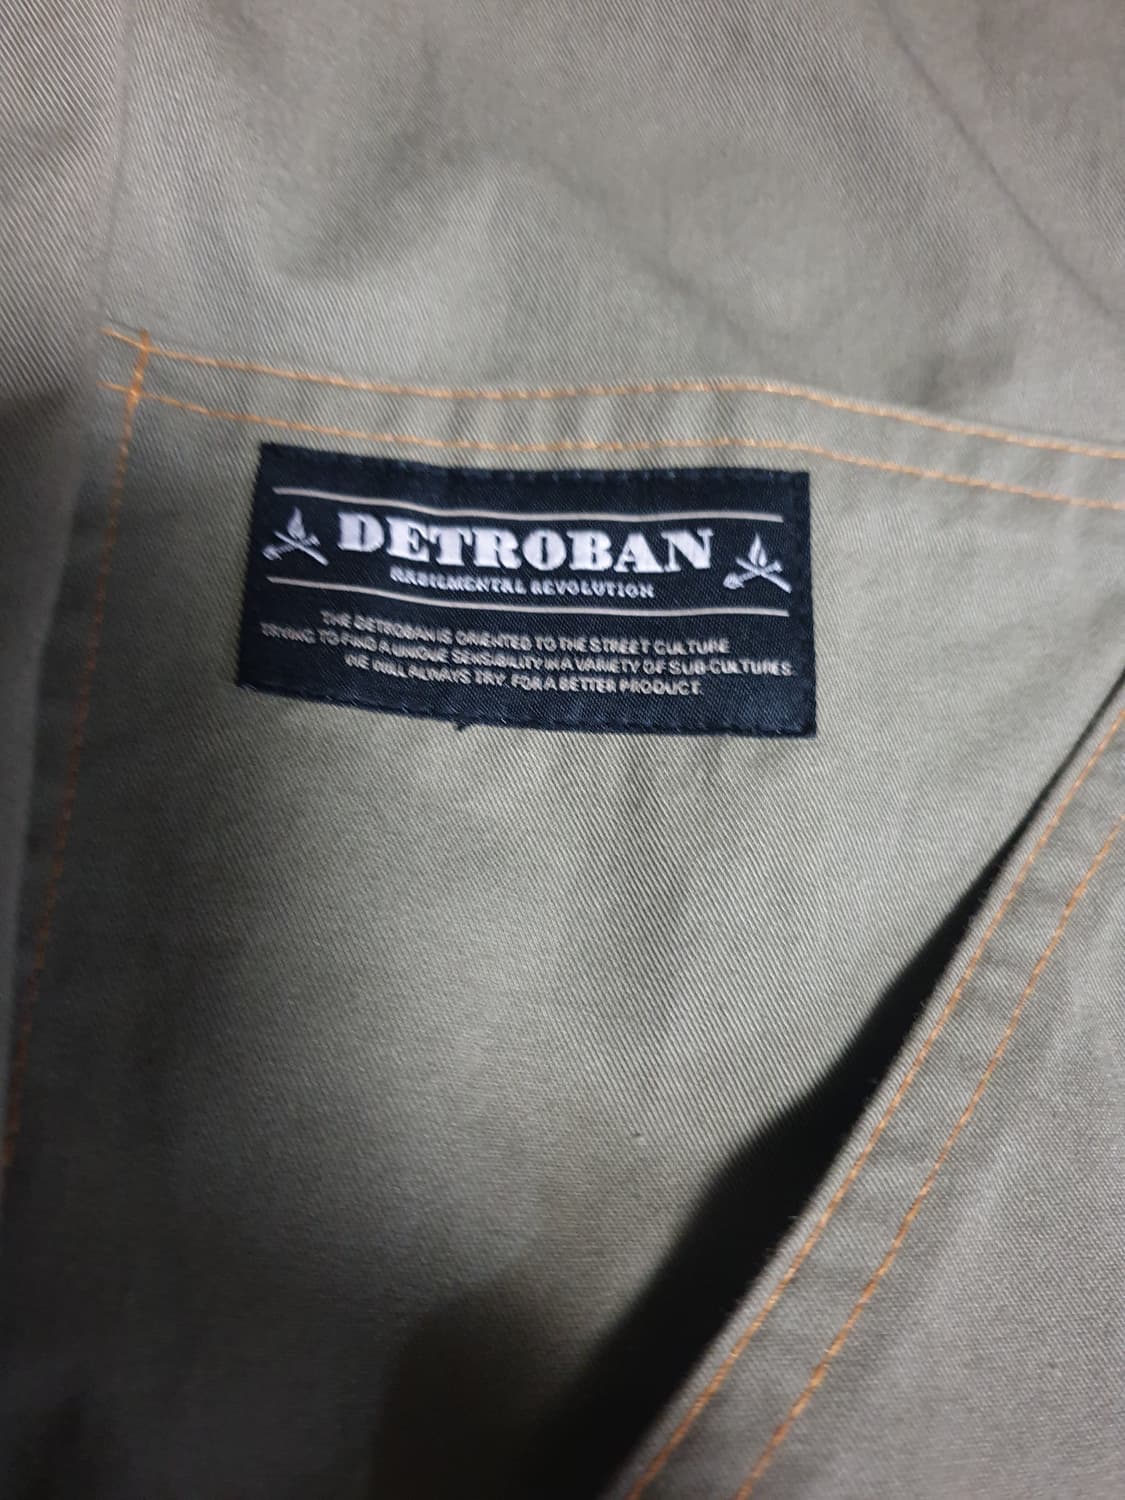 DETROBAN
REVOLUTION
THE DETROBAN IS ORIENTED TO THE STREET CULTURE
TRYING TO FIND A UNIQUE SENSIBILITY IN A VARIETY OF SUB-CULTURES.
WE WILL ALWAYS TRY. FOR A BETTER PRODUCT.